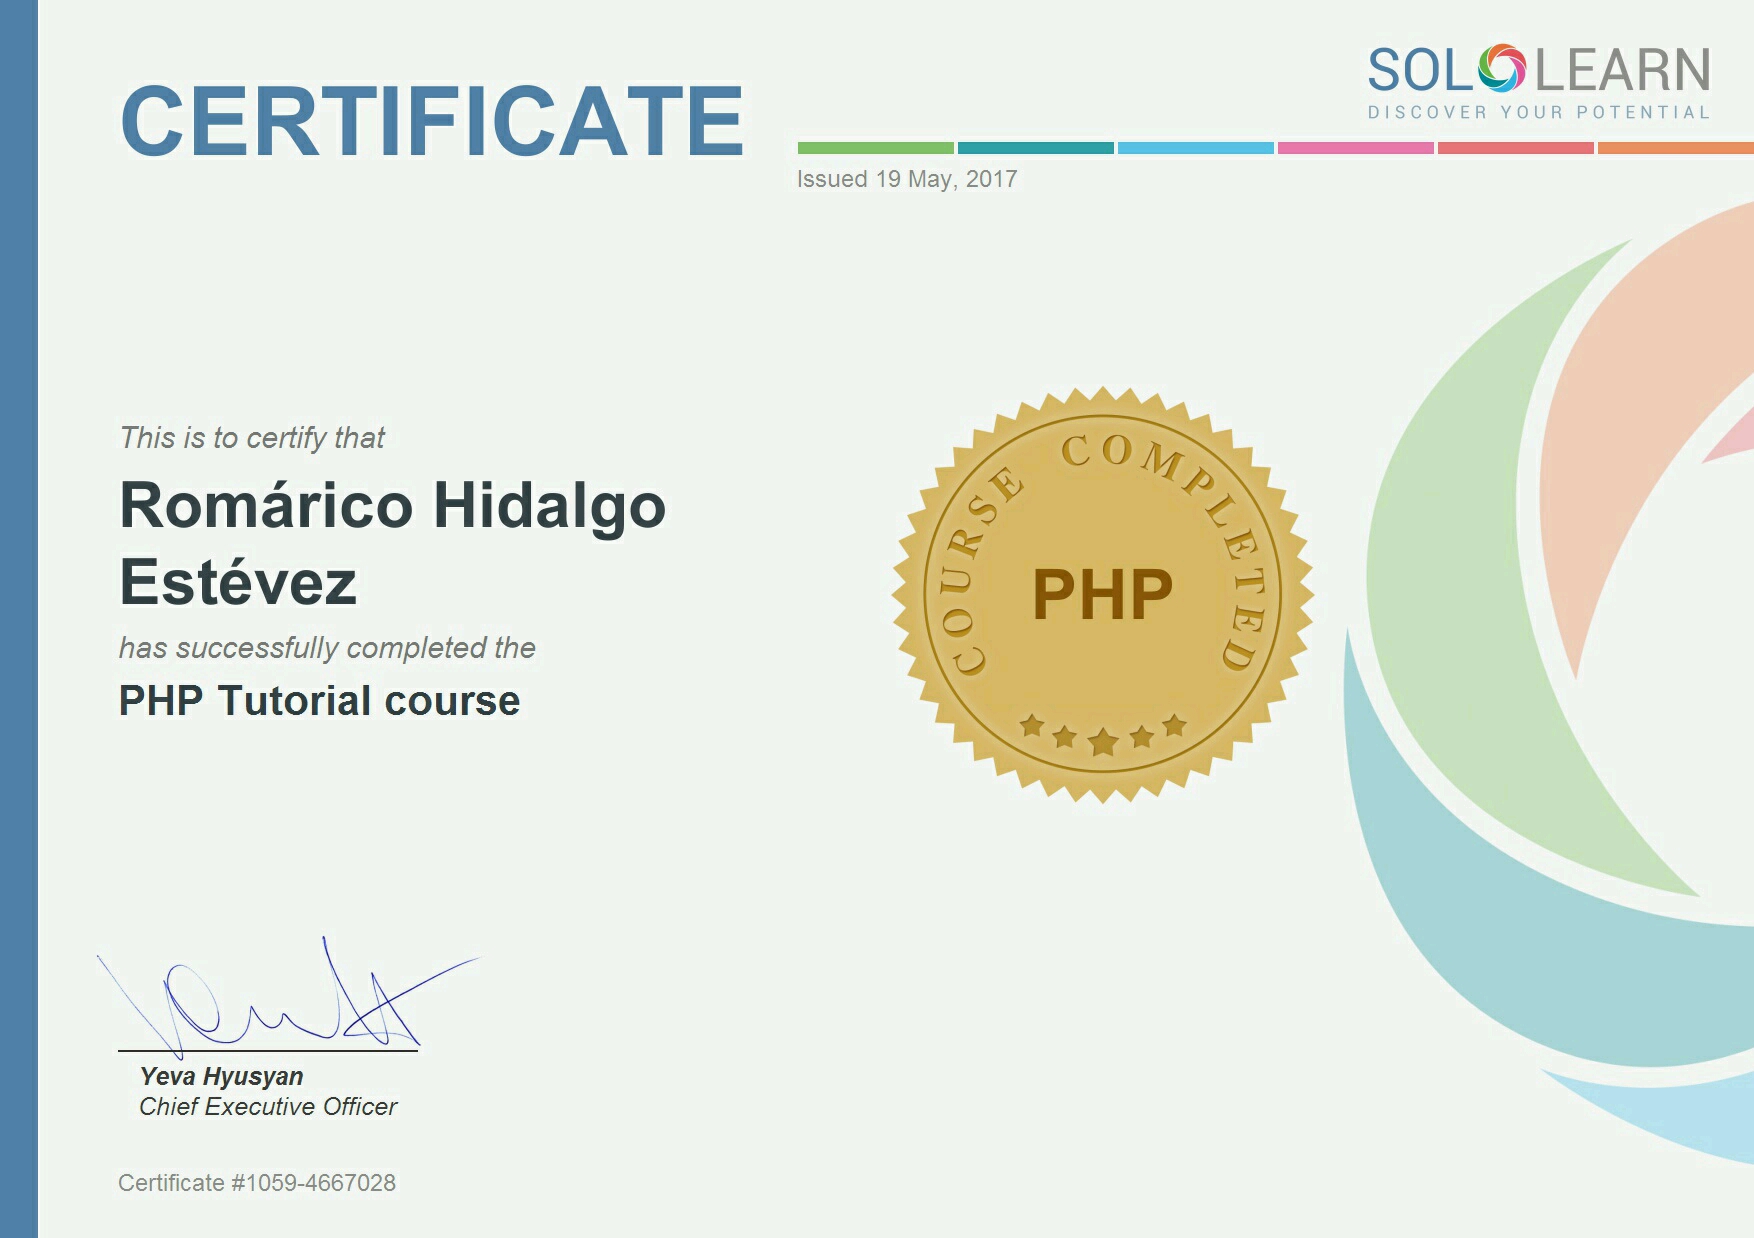 SOLOLEARN
DISCOVER YOUR POTENTIAL
CERTIFICATE
Issued 19 May, 2017
This is to certify that
Romárico Hidalgo
Estévez
has successfully completed the
PHP Tutorial course
COURSE COMPLETED
PHP
Yeva Hyusyan
Chief Executive Officer
Certificate #1059-4667028